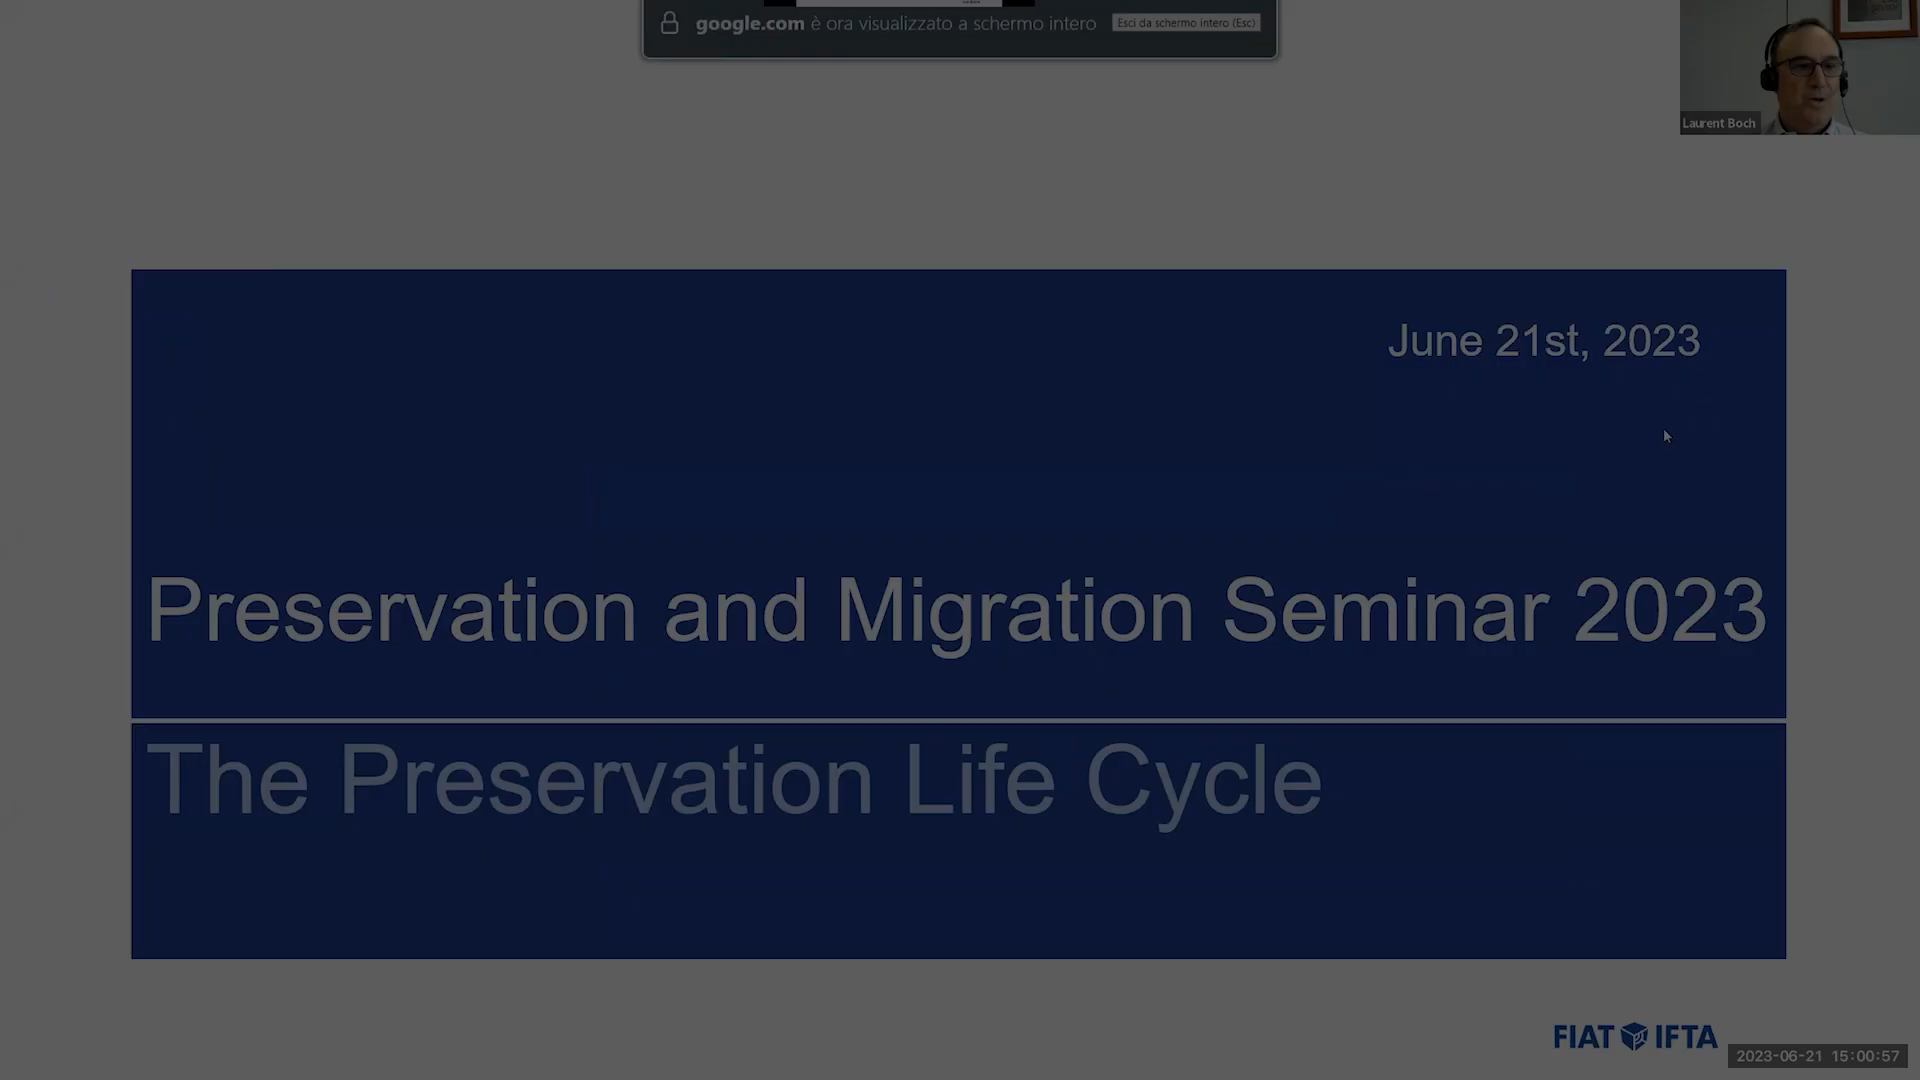 google.com è ora visualizzato a schermo intero Esci da schermo intero (Esc)
Laurent Boch
June 21st, 2023
Preservation and Migration Seminar 2023
The Preservation Life Cycle
FIAT IFTA
2023-06-21 15:00:57